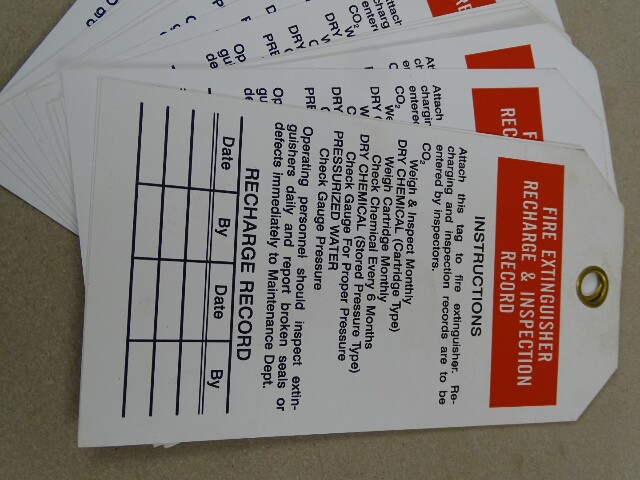 FIRE EXTINGUISHER
RECHARGE & INSPECTION
RECORD
INSTRUCTIONS
Attach this tag to fire extinguisher. Re-
charging and inspection records are to be
entered by inspectors.
CO₂
Weigh & Inspect Monthly
DRY CHEMICAL (Cartridge Type)
Weigh Cartridge Monthly
Check Chemical Every 6 Months
DRY CHEMICAL (Stored Pressure Type)
Check Gauge For Proper Pressure
PRESSURIZED WATER
Check Gauge Pressure
Operating personnel should inspect extin-
guishers daily and report broken seals or
defects immediately to Maintenance Dept.
RECHARGE RECORD
Date By Date By